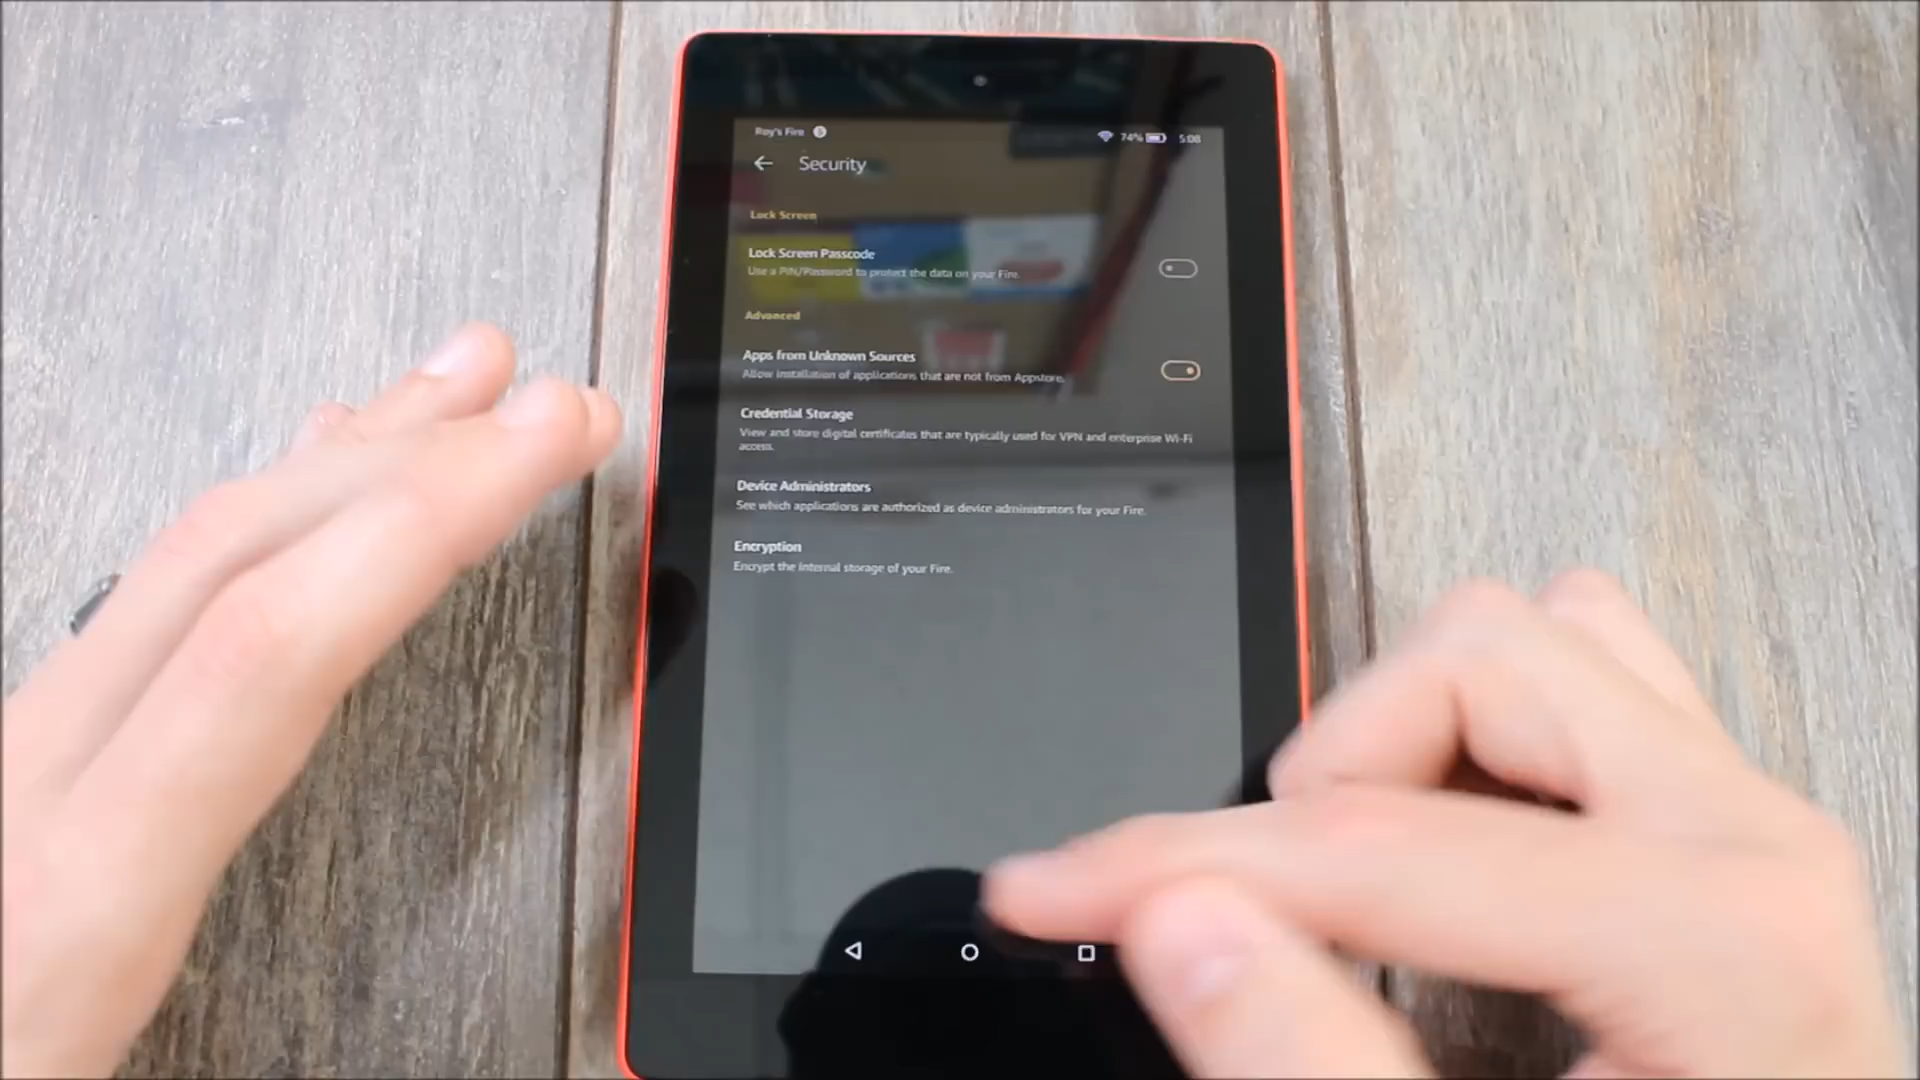 Roy's Fire
74% 5:08
Security
Lock Screen
Lock Screen Passcode
Use a PIN/Password to protect the data on your Fire.
Advanced
Apps from Unknown Sources
Allow installation of applications that are not from Appstore.
Credential Storage
View and store digital certificates that are typically used for VPN and enterprise Wi-Fi
access.
Device Administrators
See which applications are authorized as device administrators for your Fire.
Encryption
Encrypt the internal storage of your Fire.